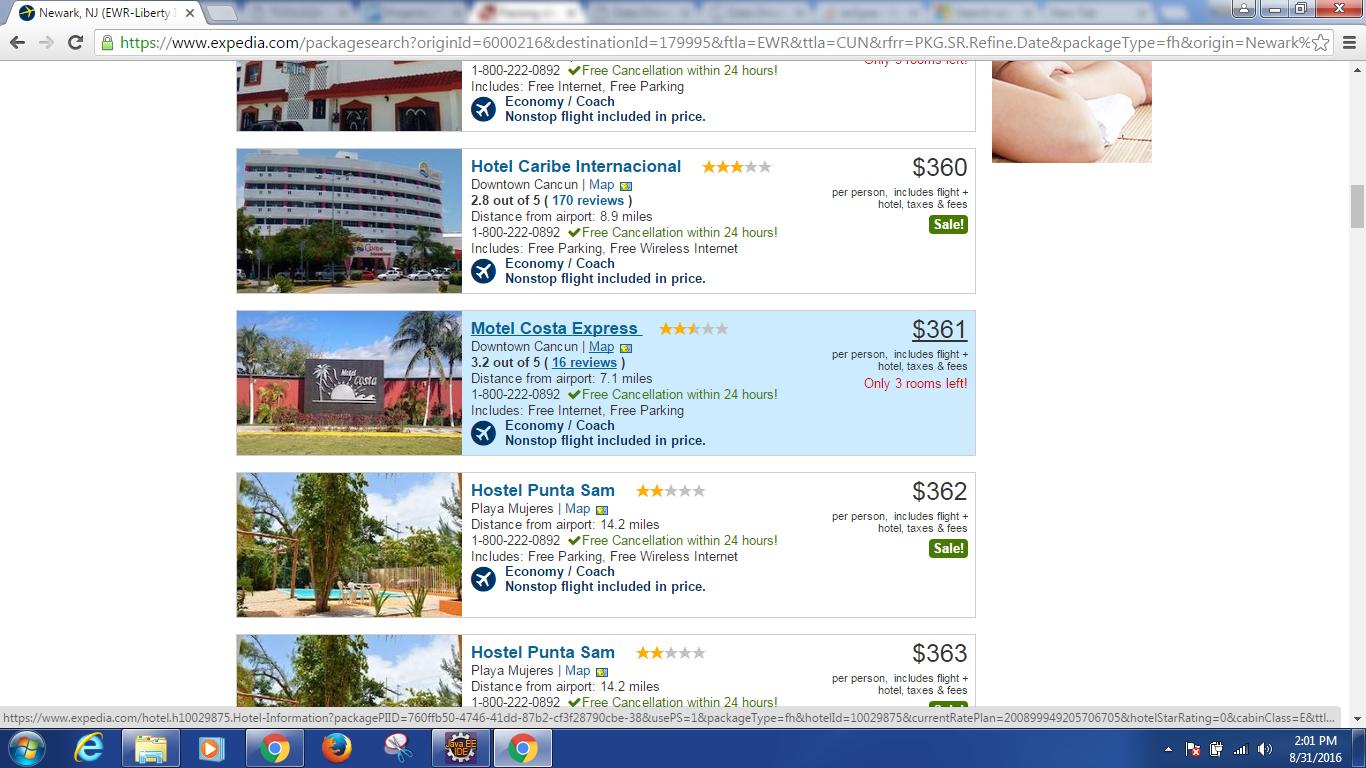 Newark, NJ (EWR-Liberty
https://www.expedia.com/packagesearch?originId=6000216&destinationId=179995&ftla=EWR&ttla=CUN&rfrr=PKG.SR.Refine.Date&packageType=fh&origin=Newark%
1-800-222-0892 Free Cancellation within 24 hours!
Only 3 rooms left!
Includes: Free Internet, Free Parking
Economy / Coach
Nonstop flight included in price.
Hotel Caribe Internacional
$360
Downtown Cancun | Map
per person, includes flight +
2.8 out of 5 ( 170 reviews )
hotel, taxes & fees
Distance from airport: 8.9 miles
Sale!
1-800-222-0892 Free Cancellation within 24 hours!
Includes: Free Parking, Free Wireless Internet
Economy / Coach
Nonstop flight included in price.
Caribe
Internacional
Motel Costa Express
$361
Downtown Cancun | Map
per person, includes flight +
3.2 out of 5 ( 16 reviews )
hotel, taxes & fees
Distance from airport: 7.1 miles
Only 3 rooms left!
1-800-222-0892 Free Cancellation within 24 hours!
Includes: Free Internet, Free Parking
Economy / Coach
Nonstop flight included in price.
Motel
Costa
Hostel Punta Sam
$362
Playa Mujeres | Map
per person, includes flight +
Distance from airport: 14.2 miles
hotel, taxes & fees
1-800-222-0892 Free Cancellation within 24 hours!
Sale!
Includes: Free Parking, Free Wireless Internet
Economy / Coach
Nonstop flight included in price.
Hostel Punta Sam
$363
Playa Mujeres | Map
per person, includes flight +
Distance from airport: 14.2 miles
hotel, taxes & fees
1-800-222-0892 Free Cancellation within 24 hours!
https://www.expedia.com/hotel.h10029875.Hotel-Information?packagePIID=760ffb50-4746-41dd-87b2-cf3f28790cbe-38&usePS=1&packageType=fh&hotelId=10029875&currentRatePlan=200899949205706705&hotelStarRating=0&cabinClass=E&ttl...
Java EE
IDE
2:01 PM
8/31/2016